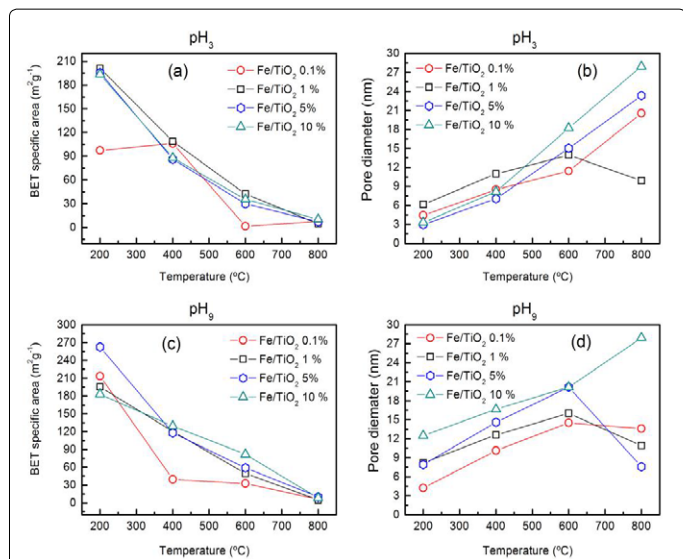 pH3
(a)
Fe/TiO2 0.1%
Fe/TiO2 1 %
Fe/TiO2 5%
Fe/TiO2 10 %
BET specific area (m2g-1)
210
180
150
120
90
60
30
0
200 300 400 500 600 700 800
Temperature (ºC)
pH3
(b)
Fe/TiO2 0.1%
Fe/TiO2 1 %
Fe/TiO2 5%
Fe/TiO2 10 %
Pore diameter (nm)
30
27
24
21
18
15
12
9
6
3
0
200 300 400 500 600 700 800
Temperature (ºC)
pH9
(c)
Fe/TiO2 0.1%
Fe/TiO2 1 %
Fe/TiO2 5%
Fe/TiO2 10 %
BET specific area (m2g-1)
300
270
240
210
180
150
120
90
60
30
0
200 300 400 500 600 700 800
Temperature (ºC)
pH9
(d)
Fe/TiO2 0.1%
Fe/TiO2 1 %
Fe/TiO2 5%
Fe/TiO2 10 %
Pore diemater (nm)
30
27
24
21
18
15
12
9
6
3
0
200 300 400 500 600 700 800
Temperature (ºC)